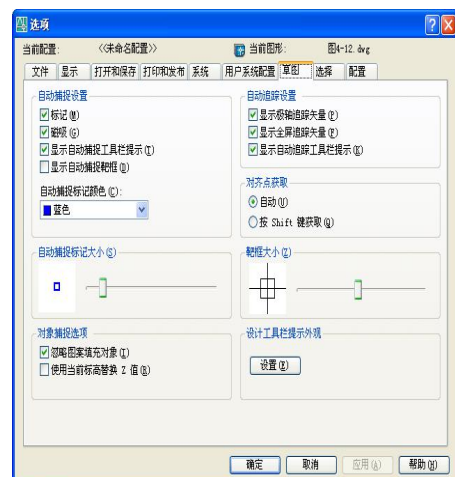 选项
当前配置: <<未命名配置>> 当前图形: 图4-12.dwg
文件 显示 打开和保存 打印和发布 系统 用户系统配置 草图 选择 配置
自动捕捉设置
标记(M)
磁吸(G)
显示自动捕捉工具栏提示(T)
显示自动捕捉靶框(D)
自动捕捉标记颜色(C):
蓝色
自动追踪设置
显示极轴追踪矢量(P)
显示全屏追踪矢量(F)
显示自动追踪工具栏提示(K)
对齐点获取
自动(U)
按 Shift 键获取(Q)
自动捕捉标记大小(S)
靶框大小(Z)
对象捕捉选项
忽略图案填充对象(I)
使用当前标高替换 Z 值(R)
设计工具栏提示外观
设置(E)
确定 取消 应用(A) 帮助(H)